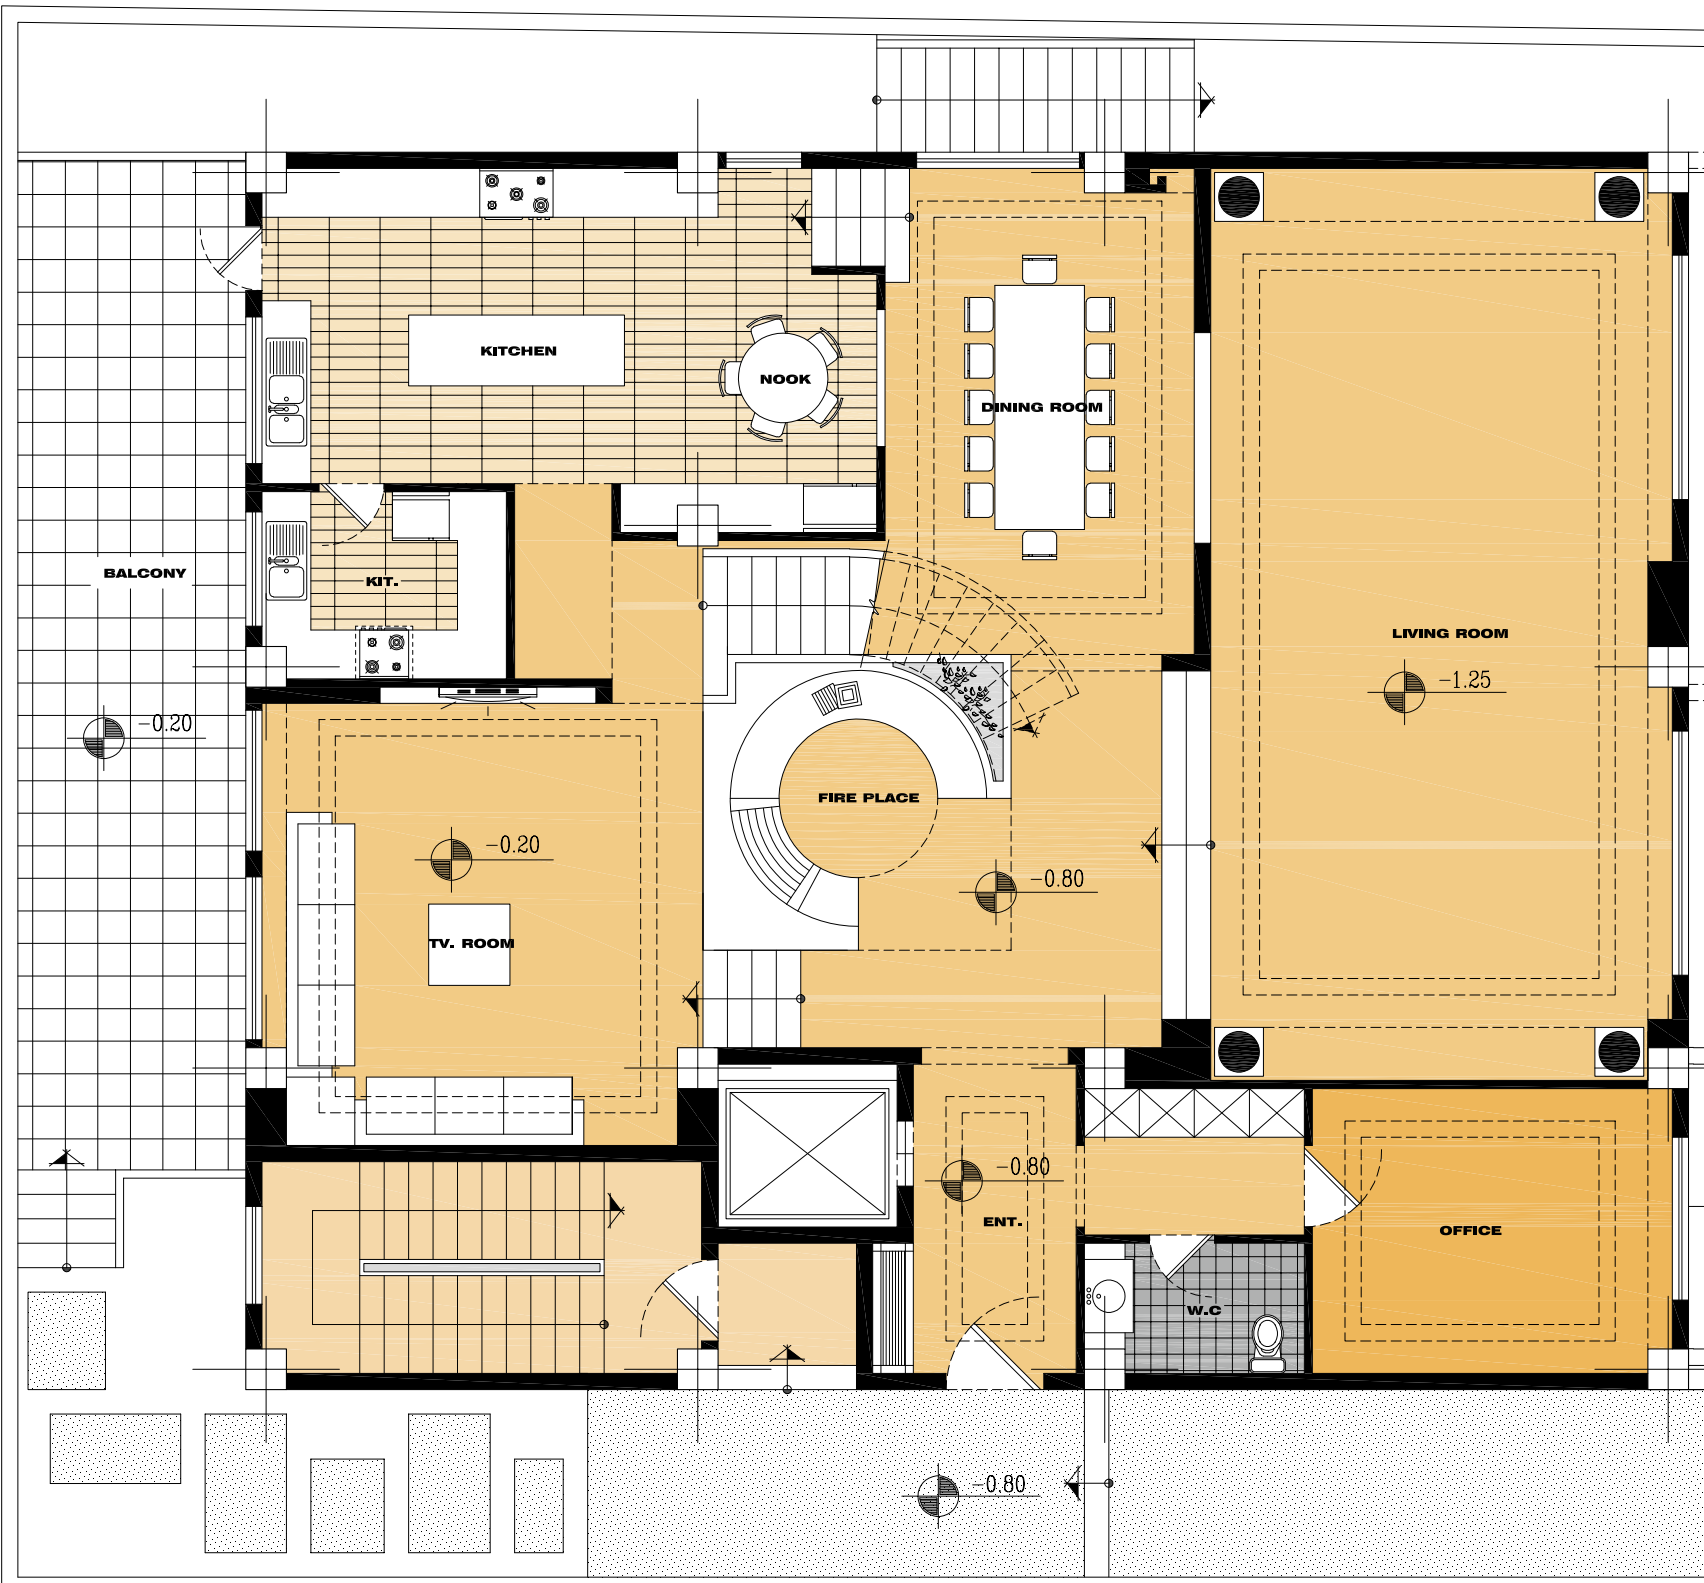 KITCHEN
NOOK
DINING ROOM
BALCONY
KIT.
LIVING ROOM
-1.25
-0.20
FIRE PLACE
-0.20
-0.80
TV. ROOM
-0.80
ENT.
OFFICE
W.C
-0.80